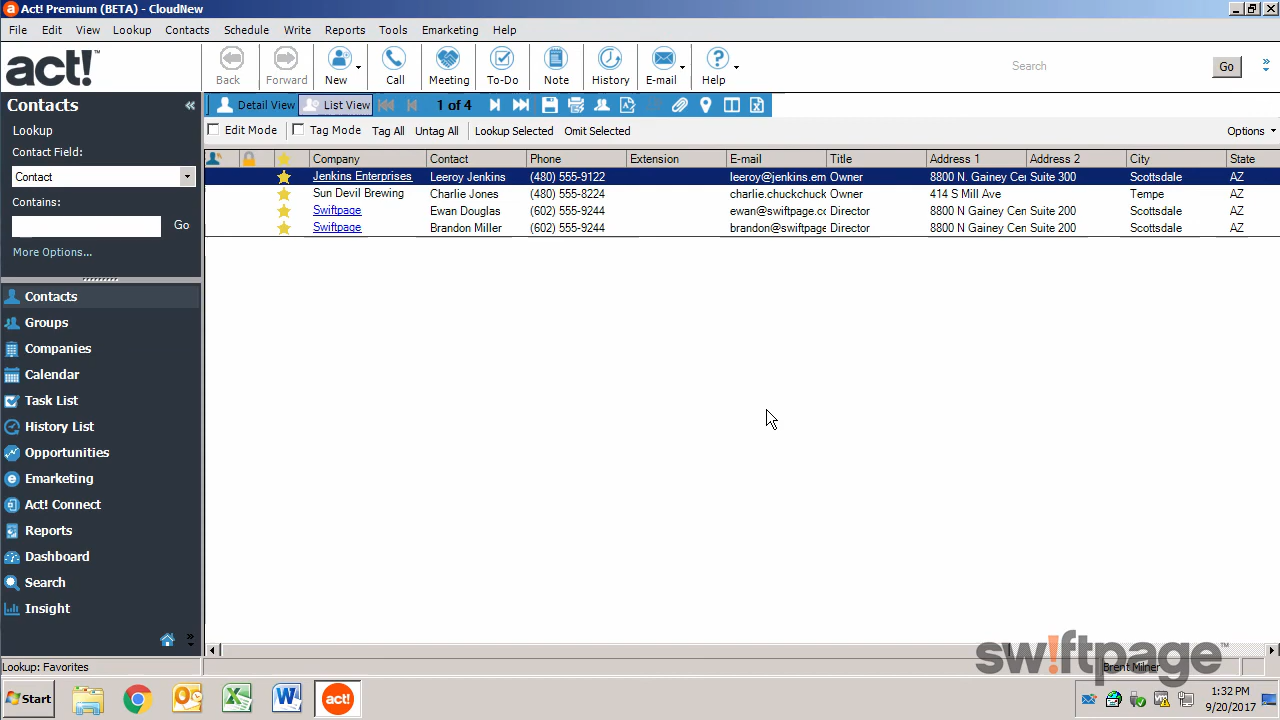 Act! Premium (BETA) - CloudNew
File Edit View Lookup Contacts Schedule Write Reports Tools Emarketing Help
act!™
Back Forward New Call Meeting To-Do Note History E-mail Help
Search Go
Contacts
Detail View List View 1 of 4
Lookup
Edit Mode Tag Mode Tag All Untag All Lookup Selected Omit Selected Options
Contact Field:
Contact
Contains:
Go
More Options...
Company Contact Phone Extension E-mail Title Address 1 Address 2 City State
Jenkins Enterprises Leeroy Jenkins (480) 555-9122 leeroy@jenkins.em Owner 8800 N. Gainey Cen Suite 300 Scottsdale AZ
Sun Devil Brewing Charlie Jones (480) 555-8224 charlie.chuckchuck Owner 414 S Mill Ave Tempe AZ
Swiftpage Ewan Douglas (602) 555-9244 ewan@swiftpage.cc Director 8800 N Gainey Cen Suite 200 Scottsdale AZ
Swiftpage Brandon Miller (602) 555-9244 brandon@swiftpage Director 8800 N Gainey Cen Suite 200 Scottsdale AZ
Contacts
Groups
Companies
Calendar
Task List
History List
Opportunities
Emarketing
Act! Connect
Reports
Dashboard
Search
Insight
sw!ftpage™
Lookup: Favorites
Brent Milner
Start
act!
1:32 PM
9/20/2017